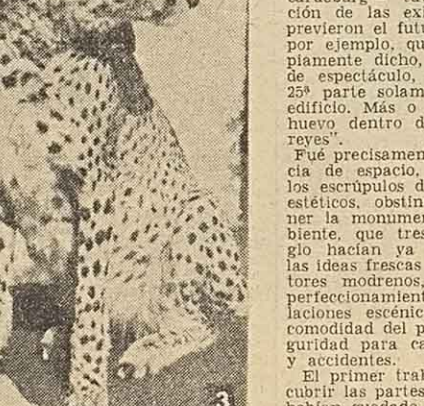 ción de las ex
previeron el futu
por ejemplo, qu
piamente dicho,
de espectáculo,
25ª parte solam
edificio. Más o
huevo dentro d
reyes".
Fué precisamen
cia de espacio,
los escrúpulos d
estéticos, obstin
ner la monumen
biente, que tres
glo hacían ya
las ideas frescas
tores modrenos,
perfeccionamient
laciones escénic
comodidad del p
guridad para ca
y accidentes.
El primer trab
cubrir las partes
3